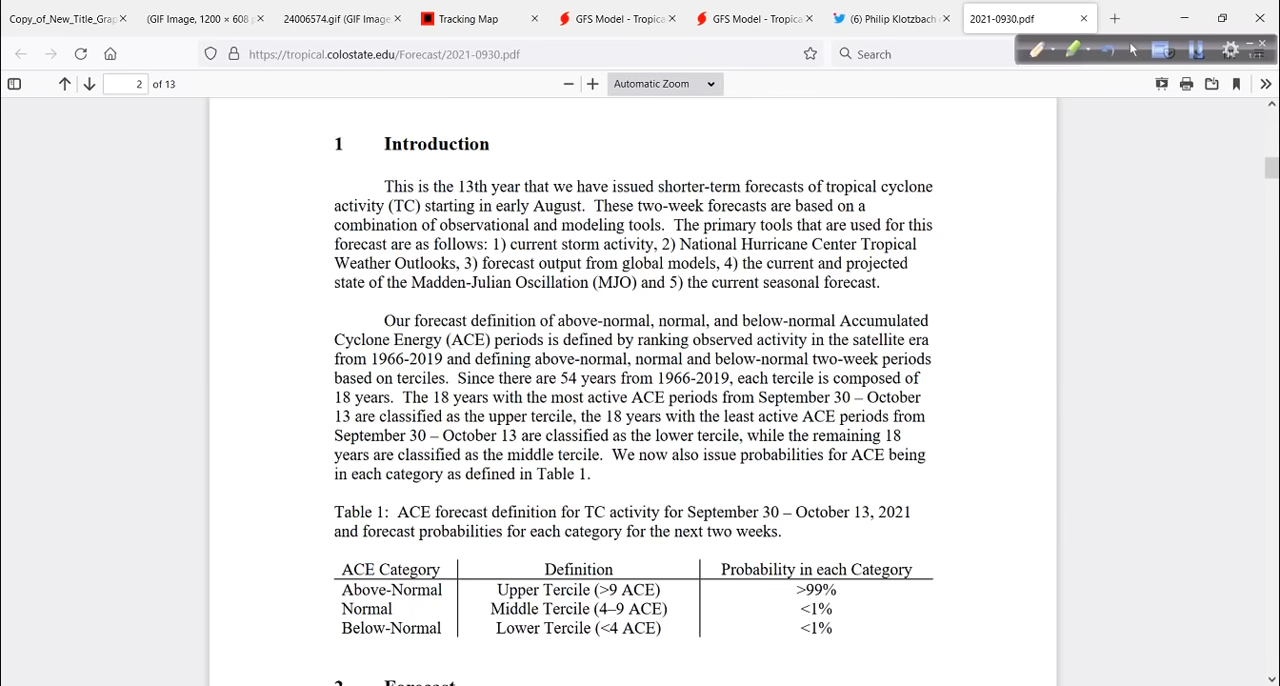 Copy_of_New_Title_Grap
(GIF Image, 1200 × 608 p
24006574.gif (GIF Image
Tracking Map
GFS Model - Tropica
GFS Model - Tropica
(6) Philip Klotzbach
2021-0930.pdf
https://tropical.colostate.edu/Forecast/2021-0930.pdf
Search
2 of 13
Automatic Zoom
1 Introduction
This is the 13th year that we have issued shorter-term forecasts of tropical cyclone
activity (TC) starting in early August. These two-week forecasts are based on a
combination of observational and modeling tools. The primary tools that are used for this
forecast are as follows: 1) current storm activity, 2) National Hurricane Center Tropical
Weather Outlooks, 3) forecast output from global models, 4) the current and projected
state of the Madden-Julian Oscillation (MJO) and 5) the current seasonal forecast.
Our forecast definition of above-normal, normal, and below-normal Accumulated
Cyclone Energy (ACE) periods is defined by ranking observed activity in the satellite era
from 1966-2019 and defining above-normal, normal and below-normal two-week periods
based on terciles. Since there are 54 years from 1966-2019, each tercile is composed of
18 years. The 18 years with the most active ACE periods from September 30 – October
13 are classified as the upper tercile, the 18 years with the least active ACE periods from
September 30 – October 13 are classified as the lower tercile, while the remaining 18
years are classified as the middle tercile. We now also issue probabilities for ACE being
in each category as defined in Table 1.
Table 1: ACE forecast definition for TC activity for September 30 – October 13, 2021
and forecast probabilities for each category for the next two weeks.
ACE Category Definition Probability in each Category
Above-Normal Upper Tercile (>9 ACE) >99%
Normal Middle Tercile (4–9 ACE) <1%
Below-Normal Lower Tercile (<4 ACE) <1%
2 Forecast